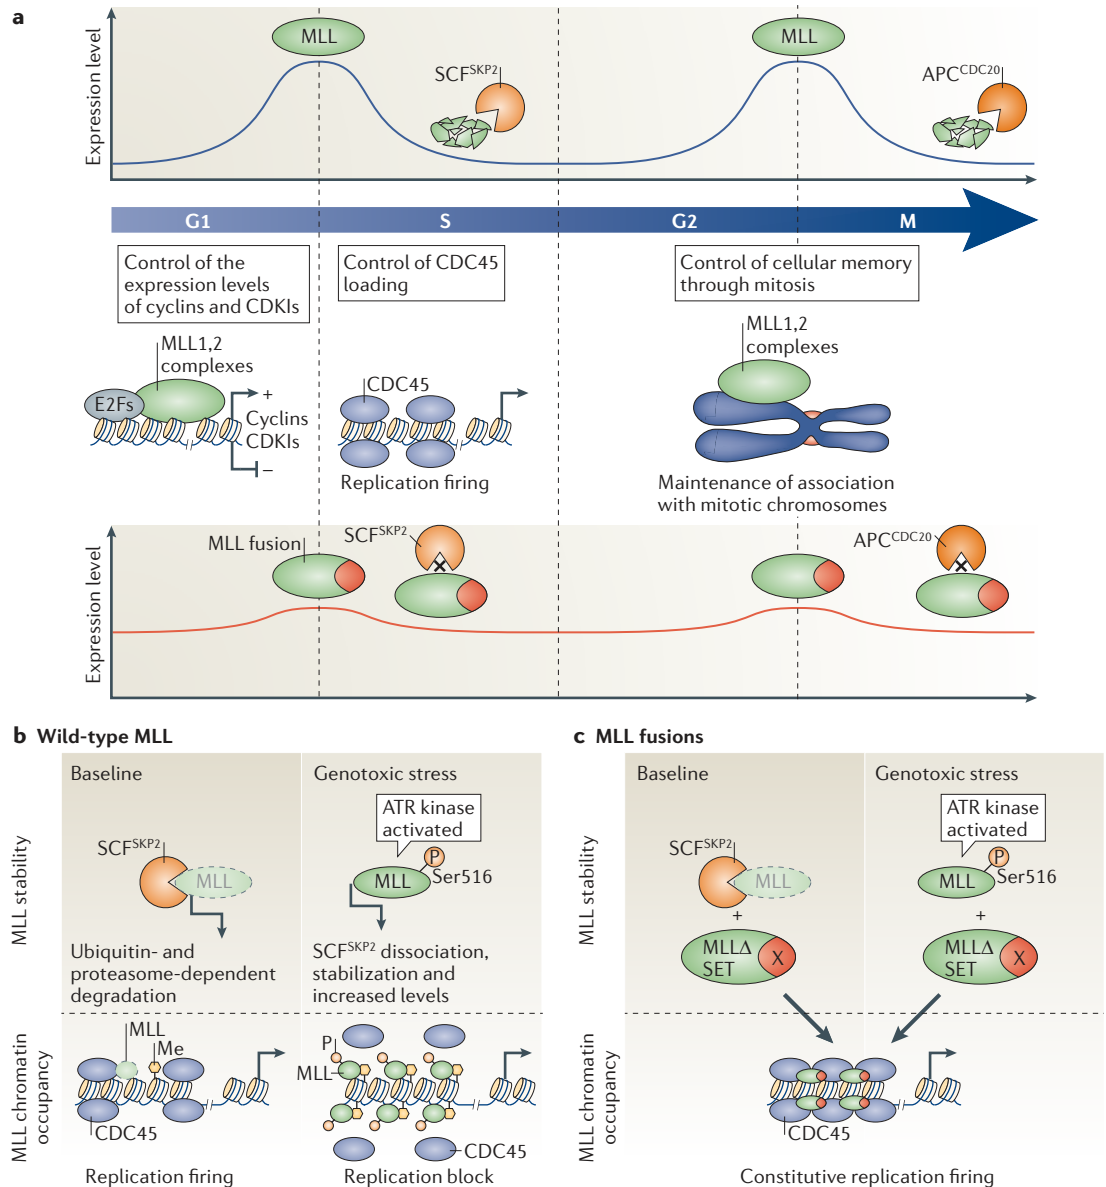 a
Expression level
MLL
SCFSKP2
MLL
APCCDC20
G1
S
G2
M
Control of the
expression levels
of cyclins and CDKIs
Control of CDC45
loading
Control of cellular memory
through mitosis
MLL1,2
complexes
E2Fs
+
Cyclins
CDKIs
–
CDC45
Replication firing
MLL1,2
complexes
Maintenance of association
with mitotic chromosomes
Expression level
MLL fusion
SCFSKP2
APCCDC20
b Wild-type MLL
MLL stability
Baseline
SCFSKP2
MLL
Ubiquitin- and
proteasome-dependent
degradation
Genotoxic stress
ATR kinase
activated
P
MLL
Ser516
SCFSKP2 dissociation,
stabilization and
increased levels
MLL chromatin
occupancy
MLL
Me
CDC45
Replication firing
P
MLL
CDC45
Replication block
c MLL fusions
MLL stability
Baseline
SCFSKP2
MLL
+
MLLΔ
SET
X
Genotoxic stress
ATR kinase
activated
P
MLL
Ser516
+
MLLΔ
SET
X
MLL chromatin
occupancy
CDC45
Constitutive replication firing